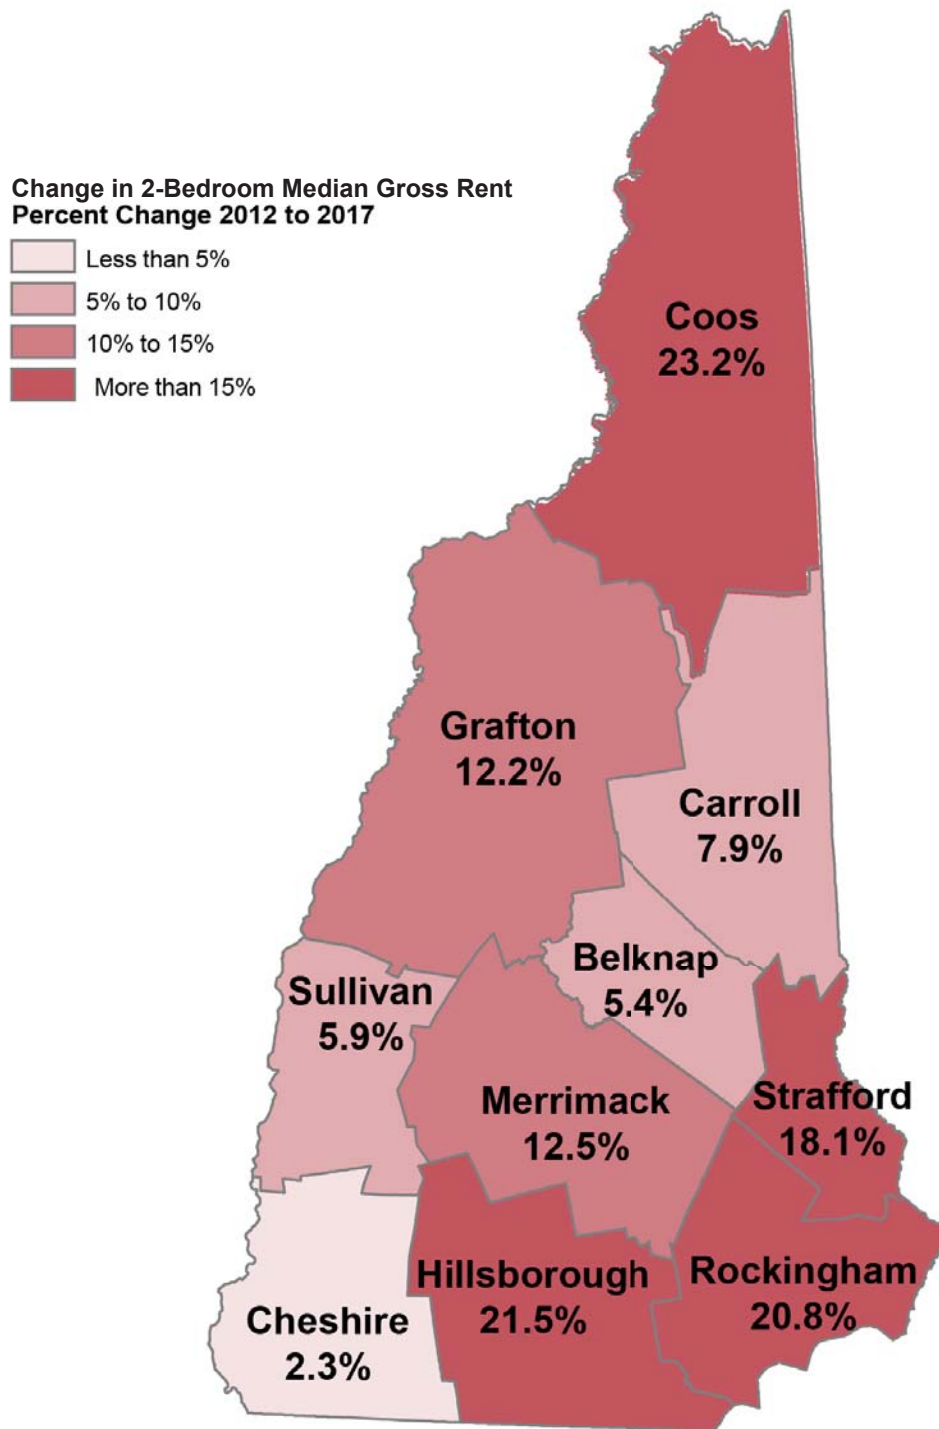 Change in 2-Bedroom Median Gross Rent
Percent Change 2012 to 2017
Less than 5%
5% to 10%
10% to 15%
More than 15%
Coos
23.2%
Grafton
12.2%
Carroll
7.9%
Belknap
5.4%
Sullivan
5.9%
Merrimack
12.5%
Strafford
18.1%
Hillsborough
21.5%
Rockingham
20.8%
Cheshire
2.3%